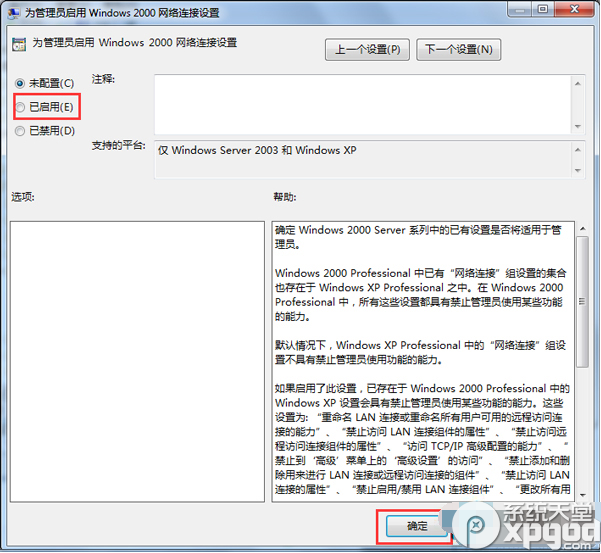 为管理员启用 Windows 2000 网络连接设置
为管理员启用 Windows 2000 网络连接设置
上一个设置(P)
下一个设置(N)
未配置(C)
注释:
已启用(E)
已禁用(D)
支持的平台:
仅 Windows Server 2003 和 Windows XP
选项:
帮助:
确定 Windows 2000 Server 系列中的已有设置是否将适用于管
理员。
Windows 2000 Professional 中已有“网络连接”组设置的集合
也存在于 Windows XP Professional 之中。在 Windows 2000
Professional 中，所有这些设置都具有禁止管理员使用某些功能
的能力。
默认情况下，Windows XP Professional 中的“网络连接”组设
置不具有禁止管理员使用功能的能力。
如果启用了此设置，已存在于 Windows 2000 Professional 中的
Windows XP 设置会具有禁止管理员使用某些功能的能力。这些
设置为: “重命名 LAN 连接或重命名所有用户可用的远程访问连
接的能力”、“禁止访问 LAN 连接组件的属性”、“禁止访问远
程访问连接组件的属性”、“访问 TCP/IP 高级配置的能力”、“
禁止到‘高级’菜单上的‘高级设置’的访问”、“禁止添加和删
除用来进行 LAN 连接或远程访问连接的组件”、“禁止访问 LAN
连接的属性”、“禁止启用/禁用 LAN 连接组件”、“更改所有用
确定
系统天堂
xpgod.com